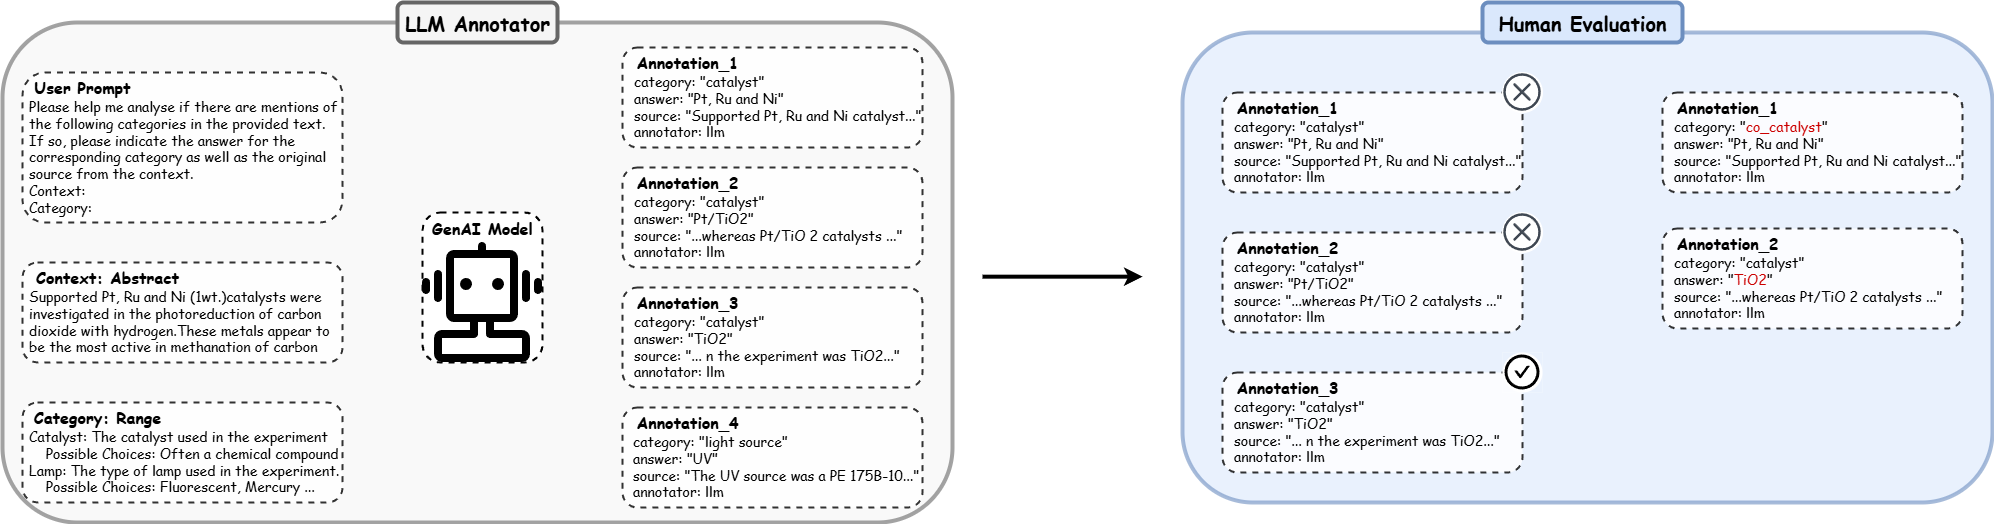 LLM Annotator
User Prompt
Please help me analyse if there are mentions of
the following categories in the provided text.
If so, please indicate the answer for the
corresponding category as well as the original
source from the context.
Context:
Category:
Context: Abstract
Supported Pt, Ru and Ni (1wt.)catalysts were
investigated in the photoreduction of carbon
dioxide with hydrogen.These metals appear to
be the most active in methanation of carbon
Category: Range
Catalyst: The catalyst used in the experiment
Possible Choices: Often a chemical compound
Lamp: The type of lamp used in the experiment.
Possible Choices: Fluorescent, Mercury ...
GenAI Model
Annotation_1
category: "catalyst"
answer: "Pt, Ru and Ni"
source: "Supported Pt, Ru and Ni catalyst..."
annotator: llm
Annotation_2
category: "catalyst"
answer: "Pt/TiO2"
source: "...whereas Pt/TiO 2 catalysts ..."
annotator: llm
Annotation_3
category: "catalyst"
answer: "TiO2"
source: "... n the experiment was TiO2..."
annotator: llm
Annotation_4
category: "light source"
answer: "UV"
source: "The UV source was a PE 175B-10..."
annotator: llm
Human Evaluation
Annotation_1
category: "catalyst"
answer: "Pt, Ru and Ni"
source: "Supported Pt, Ru and Ni catalyst..."
annotator: llm
Annotation_2
category: "catalyst"
answer: "Pt/TiO2"
source: "...whereas Pt/TiO 2 catalysts ..."
annotator: llm
Annotation_3
category: "catalyst"
answer: "TiO2"
source: "... n the experiment was TiO2..."
annotator: llm
Annotation_1
category: "co_catalyst"
answer: "Pt, Ru and Ni"
source: "Supported Pt, Ru and Ni catalyst..."
annotator: llm
Annotation_2
category: "catalyst"
answer: "TiO2"
source: "...whereas Pt/TiO 2 catalysts ..."
annotator: llm